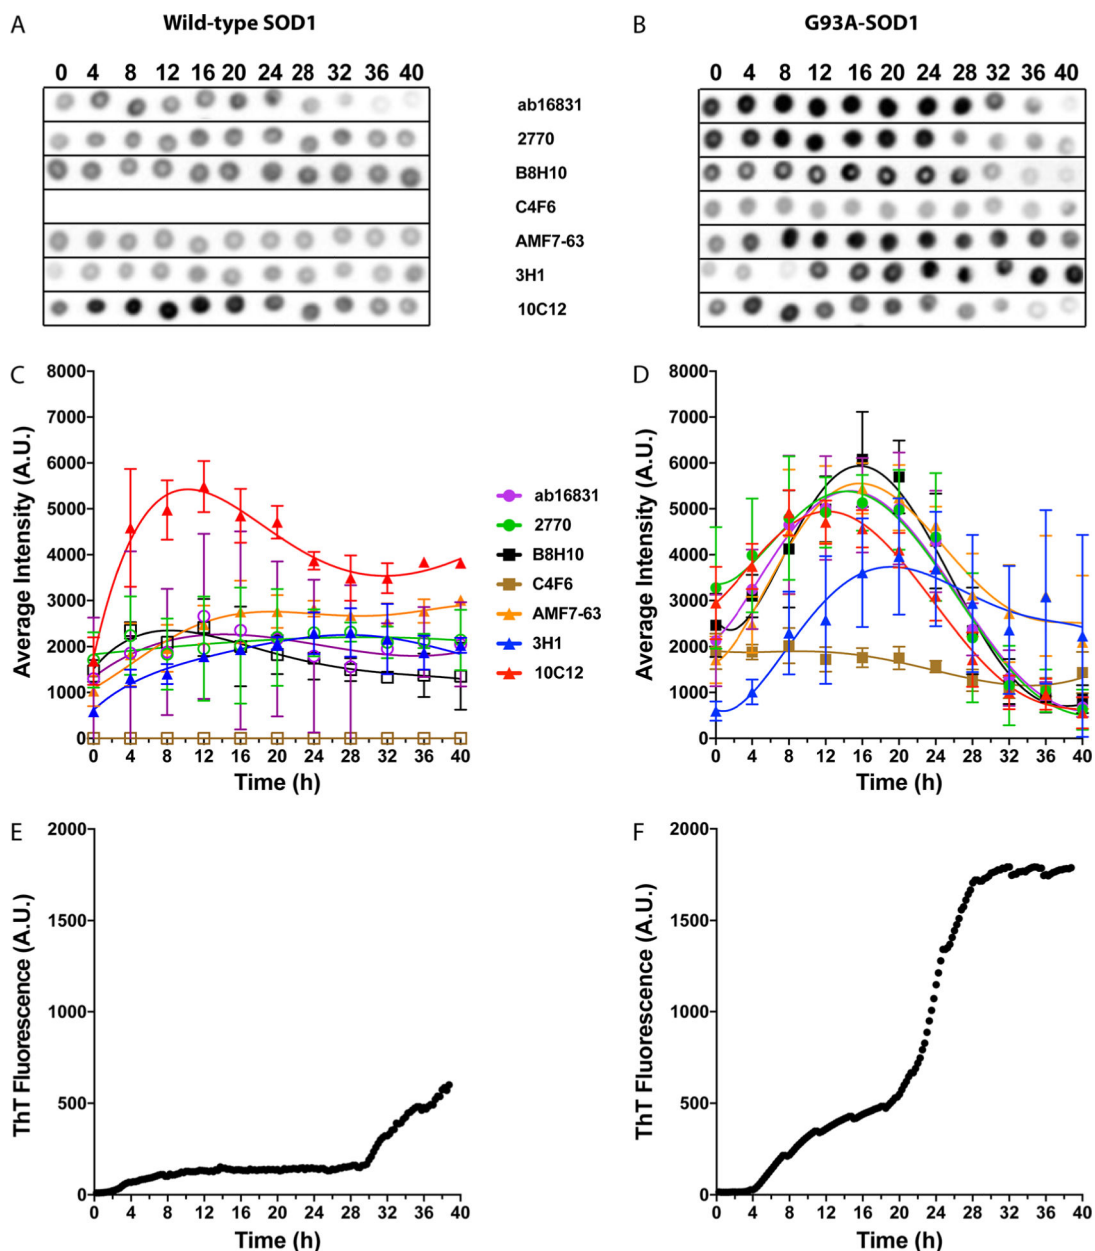 A Wild-type SOD1 B G93A-SOD1
0 4 8 12 16 20 24 28 32 36 40 0 4 8 12 16 20 24 28 32 36 40
ab16831
2770
B8H10
C4F6
AMF7-63
3H1
10C12
C
Average Intensity (A.U.)
8000
7000
6000
5000
4000
3000
2000
1000
0
0 4 8 12 16 20 24 28 32 36 40
Time (h)
ab16831
2770
B8H10
C4F6
AMF7-63
3H1
10C12
D
Average Intensity (A.U.)
8000
7000
6000
5000
4000
3000
2000
1000
0
0 4 8 12 16 20 24 28 32 36 40
Time (h)
E
ThT Fluorescence (A.U.)
2000
1500
1000
500
0
0 4 8 12 16 20 24 28 32 36 40
Time (h)
F
ThT Fluorescence (A.U.)
2000
1500
1000
500
0
0 4 8 12 16 20 24 28 32 36 40
Time (h)